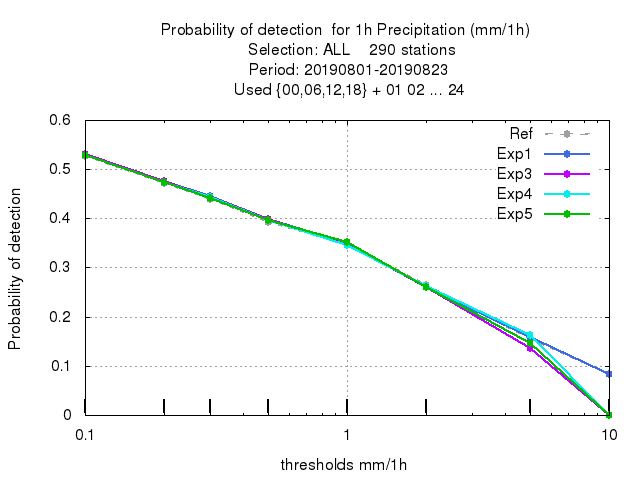 Probability of detection  for 1h Precipitation (mm/1h)
Selection: ALL    290 stations
Period: 20190801-20190823
Used {00,06,12,18} + 01 02 ... 24
Ref
Exp1
Exp3
Exp4
Exp5
0.6
0.5
0.4
0.3
0.2
0.1
0
Probability of detection
0.1
1
10
thresholds mm/1h